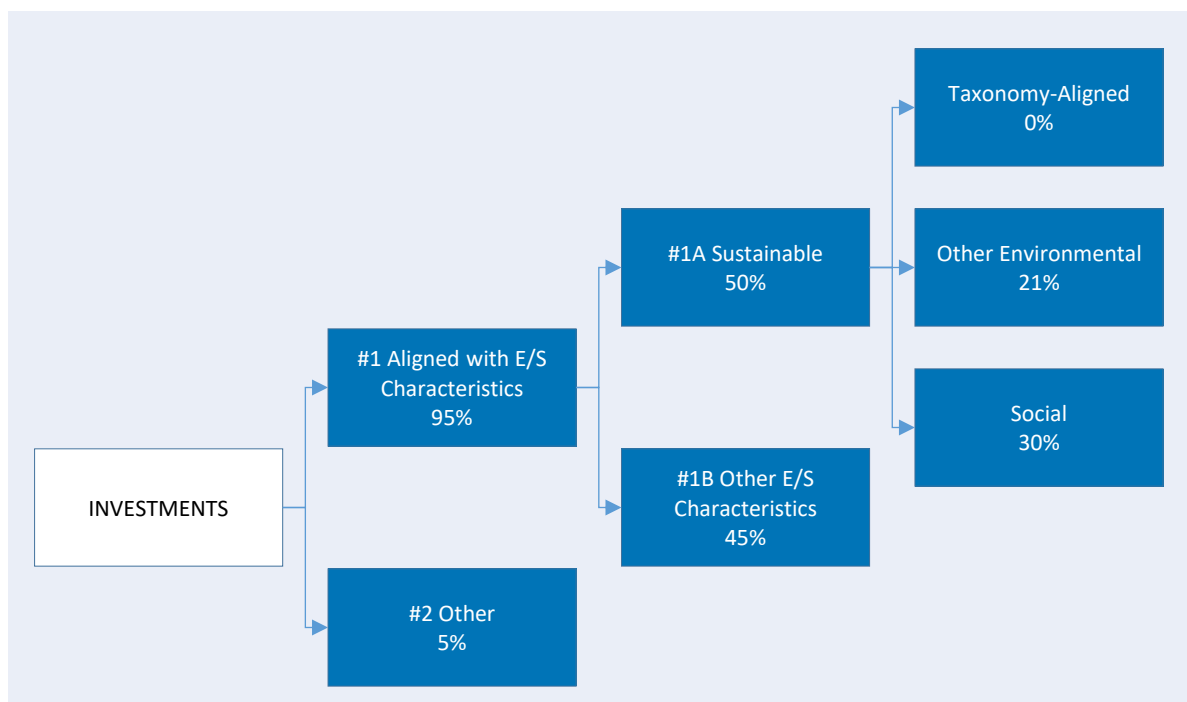 INVESTMENTS
#1 Aligned with E/S
Characteristics
95%
#2 Other
5%
#1A Sustainable
50%
#1B Other E/S
Characteristics
45%
Taxonomy-Aligned
0%
Other Environmental
21%
Social
30%